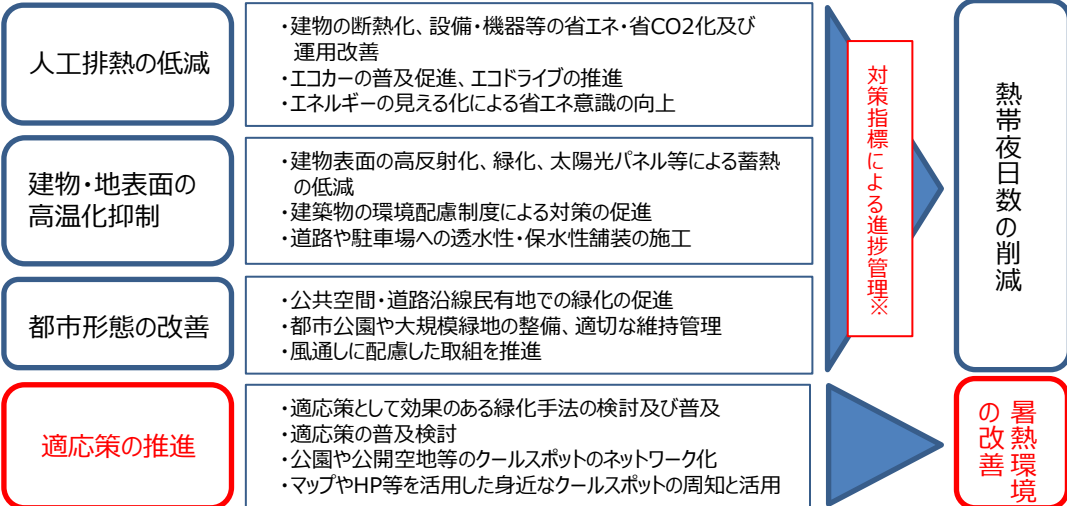 人工排熱の低減
・建物の断熱化、設備・機器等の省エネ・省CO2化及び
運用改善
・エコカーの普及促進、エコドライブの推進
・エネルギーの見える化による省エネ意識の向上
建物・地表面の
高温化抑制
・建物表面の高反射化、緑化、太陽光パネル等による蓄熱
の低減
・建築物の環境配慮制度による対策の促進
・道路や駐車場への透水性・保水性舗装の施工
都市形態の改善
・公共空間・道路沿線民有地での緑化の促進
・都市公園や大規模緑地の整備、適切な維持管理
・風通しに配慮した取組を推進
対策指標による進捗管理※
熱帯夜日数の削減
適応策の推進
・適応策として効果のある緑化手法の検討及び普及
・適応策の普及検討
・公園や公開空地等のクールスポットのネットワーク化
・マップやHP等を活用した身近なクールスポットの周知と活用
暑熱環境
の改善